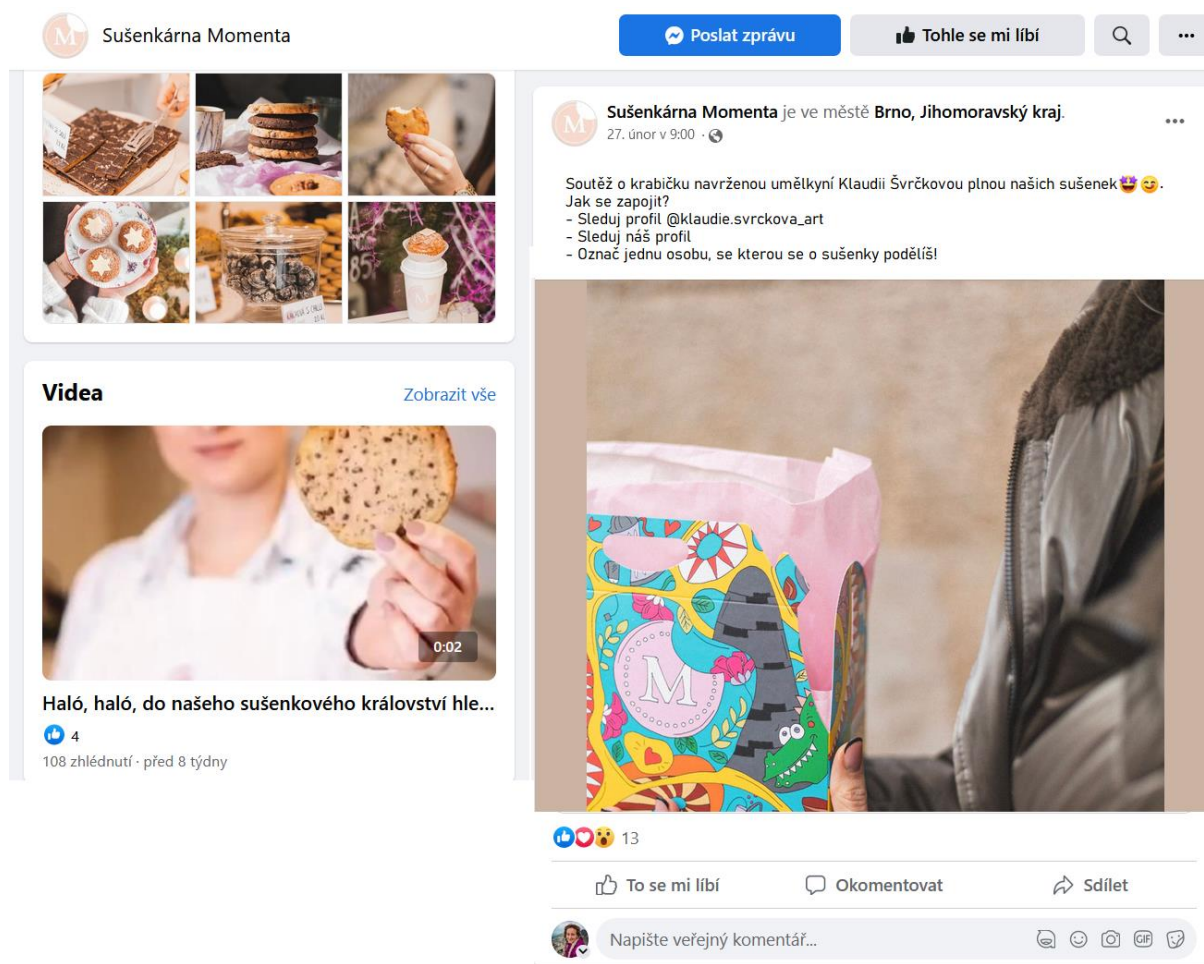 M
Sušenkárna Momenta
Poslat zprávu
Tohle se mi líbí
Videa
Zobrazit vše
0:02
Haló, haló, do našeho sušenkového království hle...
4
108 zhlédnutí · před 8 týdny
M
Sušenkárna Momenta je ve městě Brno, Jihomoravský kraj.
27. únor v 9:00 ·
Soutěž o krabičku navrženou umělkyní Klaudii Švrčkovou plnou našich sušenek🤩😋.
Jak se zapojit?
- Sleduj profil @klaudie.svrckova_art
- Sleduj náš profil
- Označ jednu osobu, se kterou se o sušenky podělíš!
M
13
To se mi líbí
Okomentovat
Sdílet
Napište veřejný komentář...
GIF